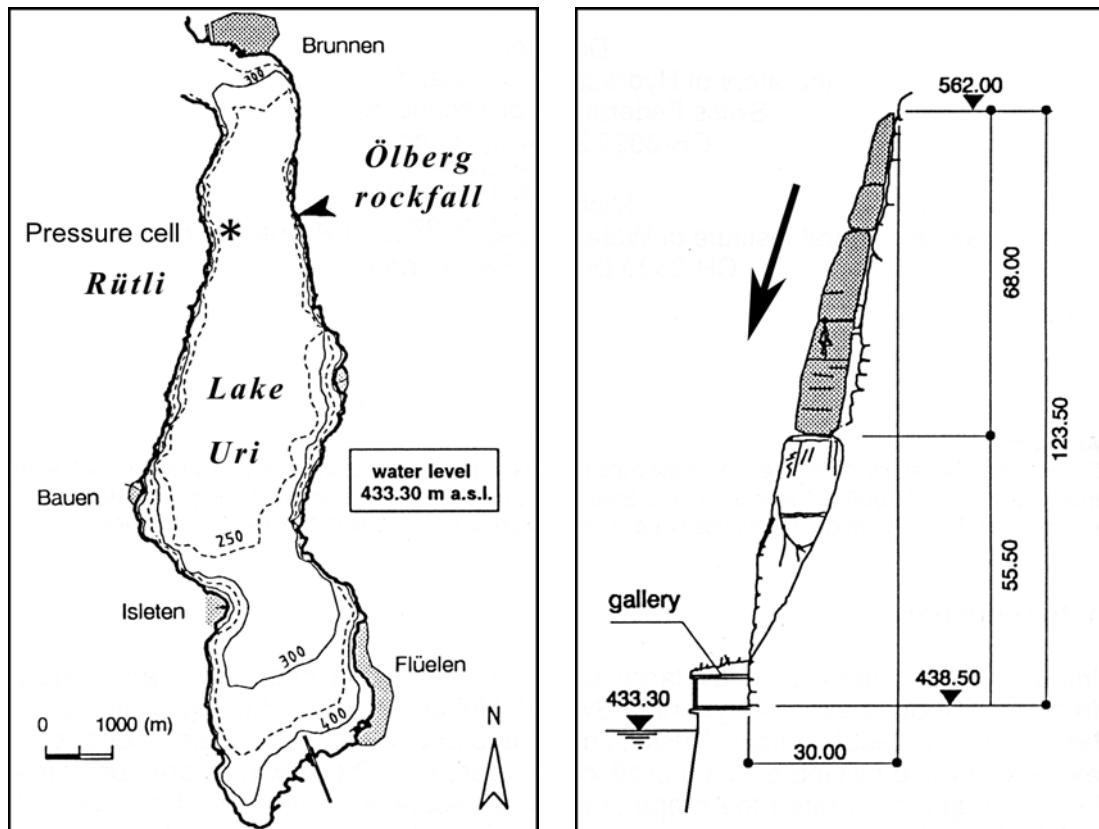 Brunnen
300
Ölberg
rockfall
Pressure cell *
Rütli
Lake
Uri
water level
433.30 m a.s.l.
Bauen
250
Isleten
300
Flüelen
400
0 1000 (m)
N
562.00
68.00
123.50
55.50
gallery
433.30
438.50
30.00